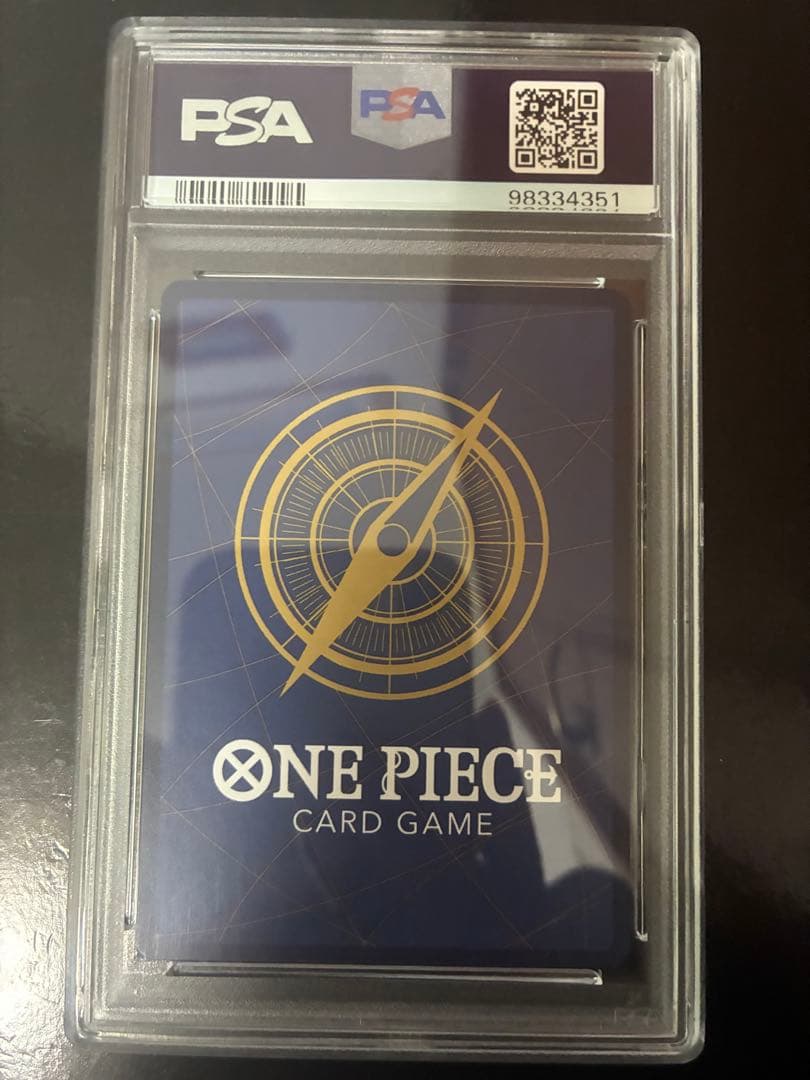 PSA
PSA
98334351
ONE PIECE
CARD GAME